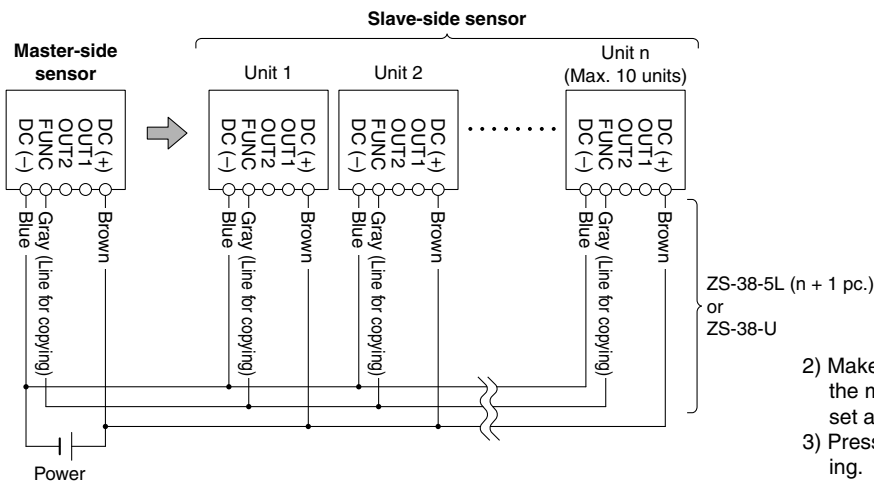 Slave-side sensor
Master-side
sensor
Unit 1
Unit 2
Unit n
(Max. 10 units)
DC (–)
FUNC
OUT2
OUT1
DC (+)
DC (–)
FUNC
OUT2
OUT1
DC (+)
DC (–)
FUNC
OUT2
OUT1
DC (+)
DC (–)
FUNC
OUT2
OUT1
DC (+)
Blue
Gray (Line for copying)
Brown
Blue
Gray (Line for copying)
Brown
Blue
Gray (Line for copying)
Brown
Blue
Gray (Line for copying)
Brown
ZS-38-5L (n + 1 pc.)
or
ZS-38-U
Power
2) Make
the m
set a
3) Press
ing.